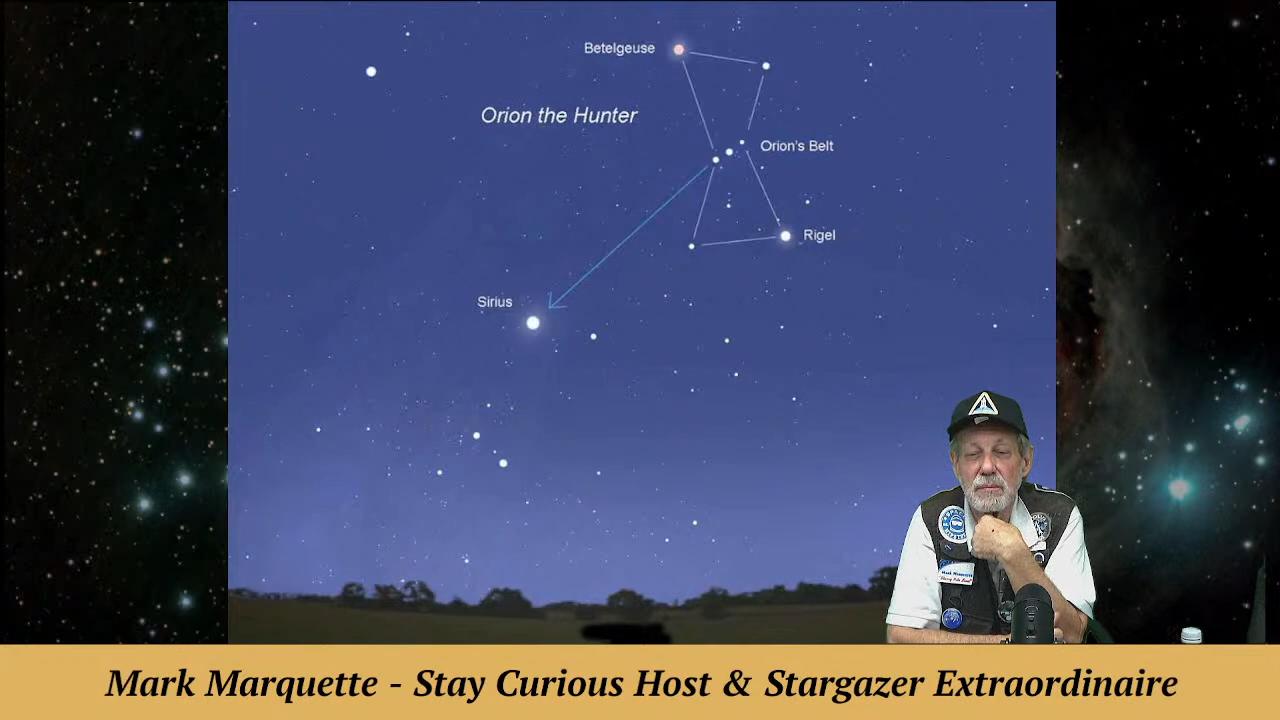 Betelgeuse
Orion the Hunter
Orion's Belt
Rigel
Sirius
Mark Marquette - Stay Curious Host & Stargazer Extraordinaire